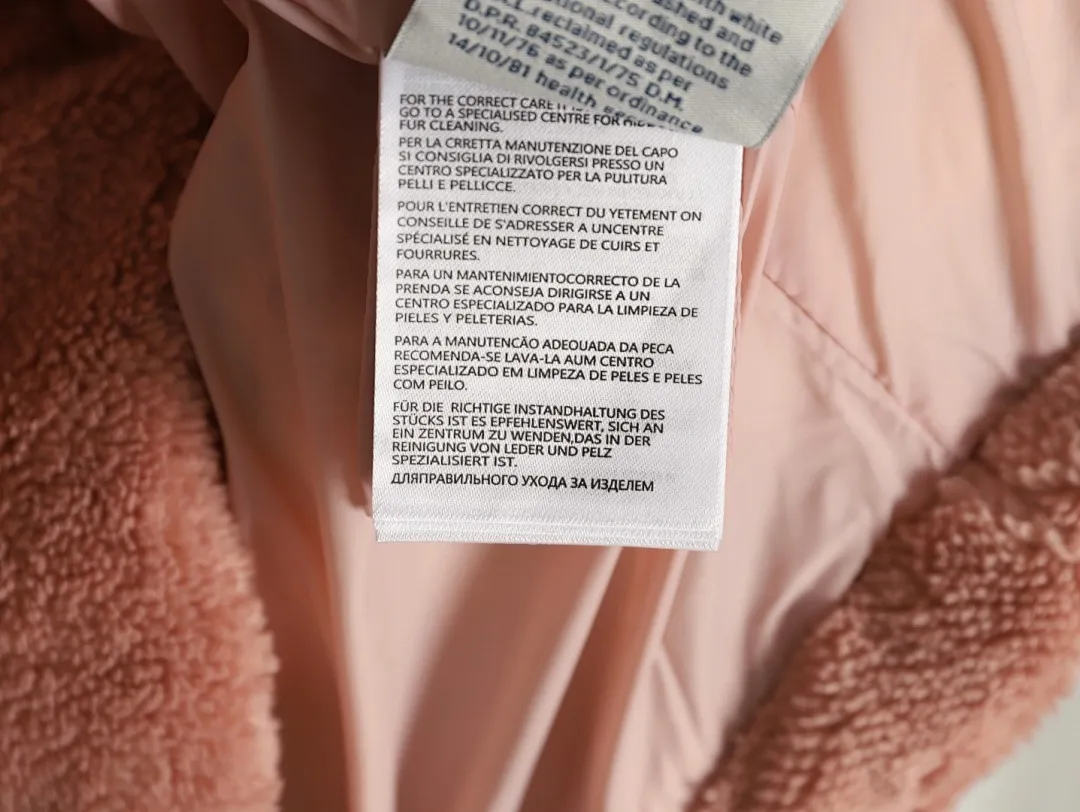 with white
ashed and
ccording to the
tional regulations
reclaimed as per
D.P.R. 84523/1/75, D.M.
10/11/76, as per ordinance
14/10/81 health
FOR THE CORRECT CARE
GO TO A SPECIALISED CENTRE FOR
FUR CLEANING.
PER LA CRRETTA MANUTENZIONE DEL CAPO
SI CONSIGLIA DI RIVOLGERSI PRESSO UN
CENTRO SPECIALIZZATO PER LA PULITURA
PELLI E PELLICCE.
POUR L'ENTRETIEN CORRECT DU YETEMENT ON
CONSEILLE DE S'ADRESSER A UNCENTRE
SPÉCIALISÉ EN NETTOYAGE DE CUIRS ET
FOURRURES.
PARA UN MANTENIMIENTOCORRECTO DE LA
PRENDA SE ACONSEJA DIRIGIRSE A UN
CENTRO ESPECIALIZADO PARA LA LIMPIEZA DE
PIELES Y PELETERIAS.
PARA A MANUTENCÃO ADEOUADA DA PECA
RECOMENDA-SE LAVA-LA AUM CENTRO
ESPECIALIZADO EM LIMPEZA DE PELES E PELES
COM PEILO.
FÜR DIE RICHTIGE INSTANDHALTUNG DES
STÜCKS IST ES EPFEHLENSWERT, SICH AN
EIN ZENTRUM ZU WENDEN,DAS IN DER
REINIGUNG VON LEDER UND PELZ
SPEZIALISIERT IST.
ДЛЯПРАВИЛЬНОГО УХОДА ЗА ИЗДЕЛЕМ